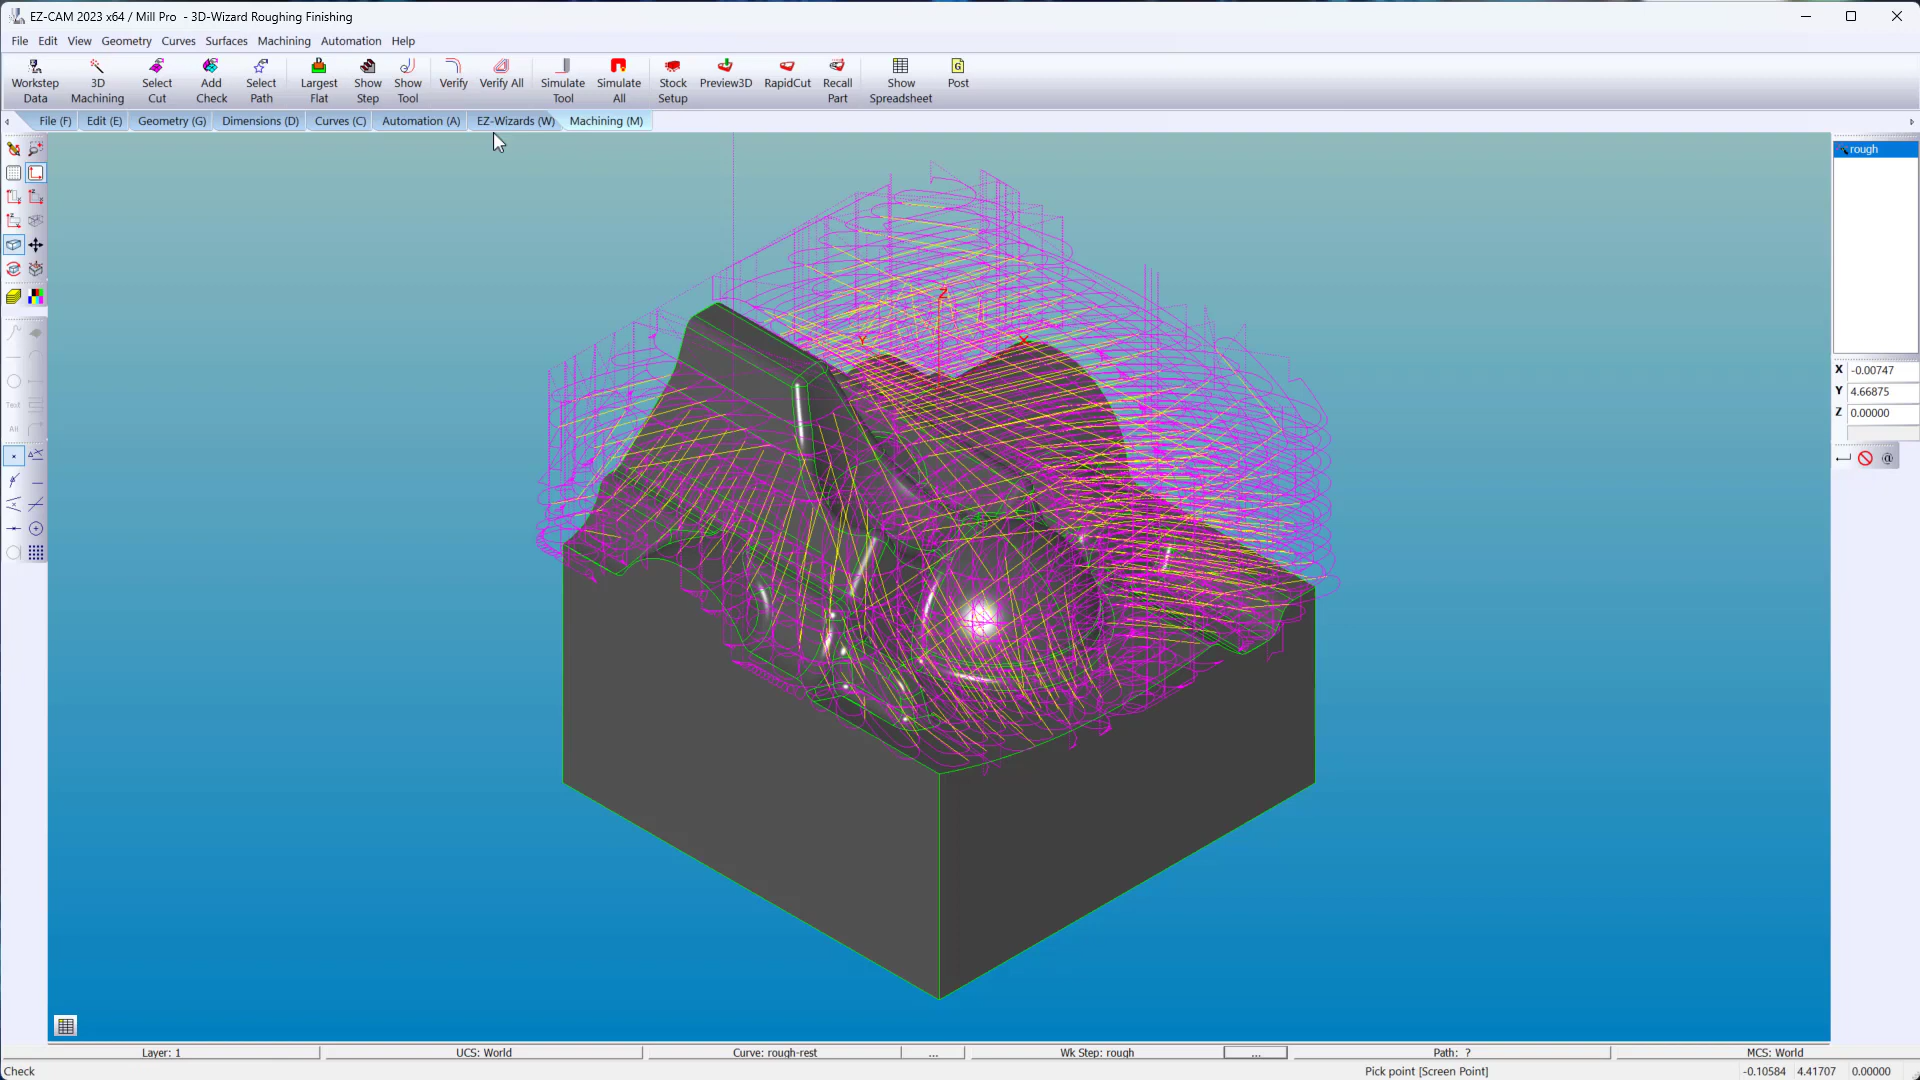 EZ-CAM 2023 x64 / Mill Pro - 3D-Wizard Roughing Finishing
File Edit View Geometry Curves Surfaces Machining Automation Help
Workstep Data
3D Machining
Select Cut
Add Check
Select Path
Largest Flat
Show Step
Show Tool
Verify
Verify All
Simulate Tool
Simulate All
Stock Setup
Preview3D
RapidCut
Recall Part
Show Spreadsheet
Post
File (F) Edit (E) Geometry (G) Dimensions (D) Curves (C) Automation (A) EZ-Wizards (W) Machining (M)
rough
Z
Y
X
X -0.00747
Y 4.66875
Z 0.00000
Text
All
@
Layer: 1 UCS: World Curve: rough-rest ... Wk Step: rough ... Path: ? MCS: World
Check Pick point [Screen Point] -0.10584 4.41707 0.00000